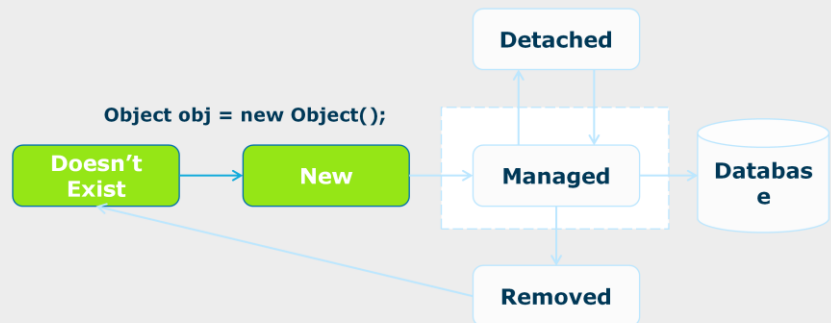 Detached
Object obj = new Object();
Doesn't
Exist
New
Managed
Databas
e
Removed